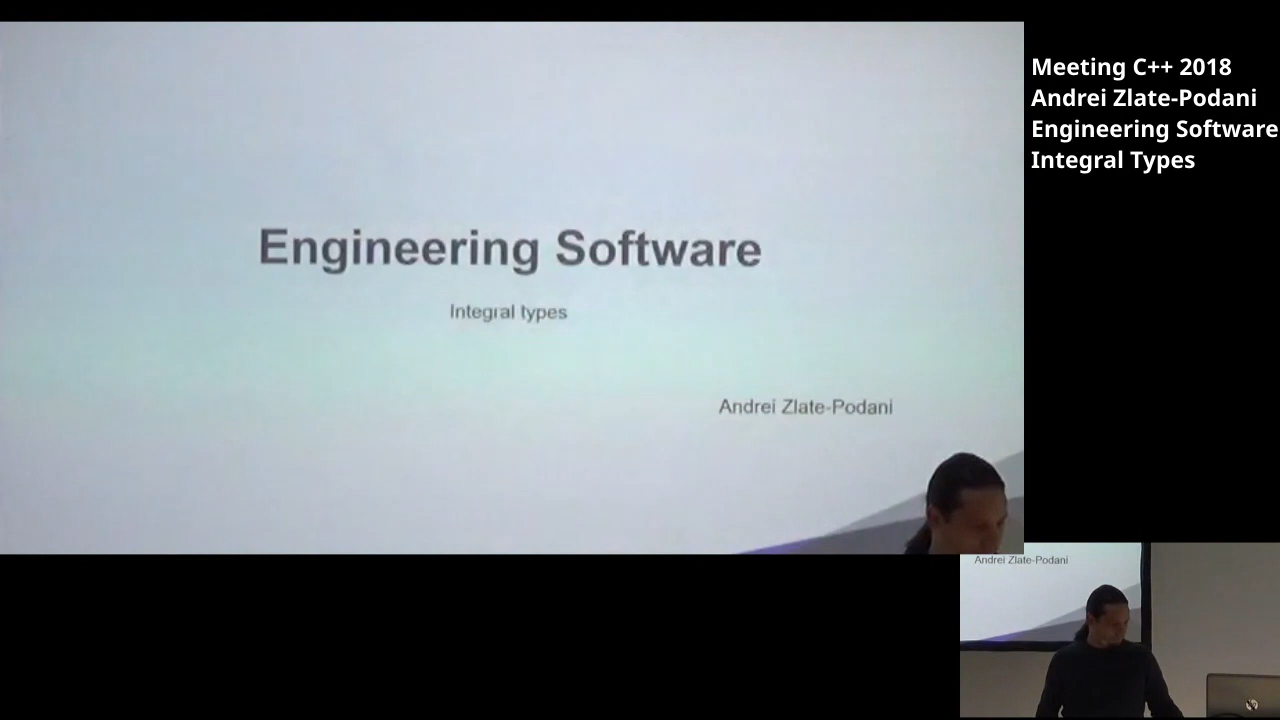 Engineering Software
Integral types
Andrei Zlate-Podani
Meeting C++ 2018
Andrei Zlate-Podani
Engineering Software
Integral Types
Andrei Zlate-Podani
hp